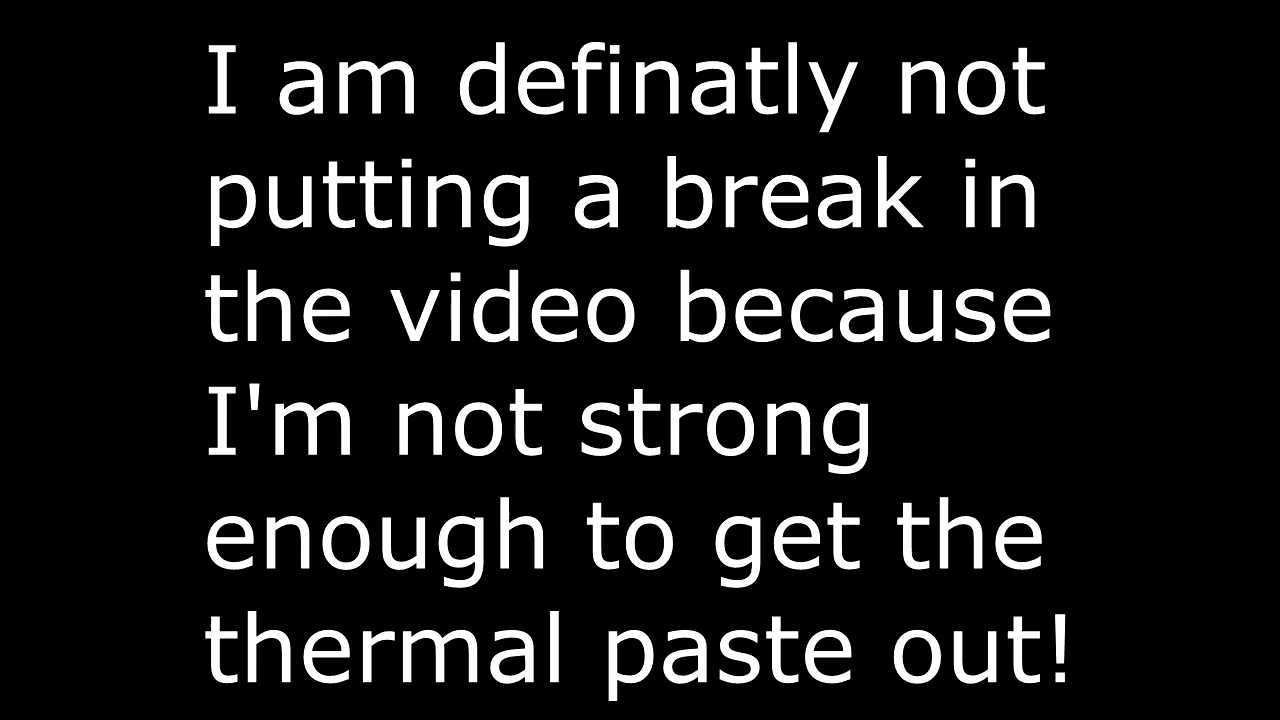 I am definatly not
putting a break in
the video because
I'm not strong
enough to get the
thermal paste out!